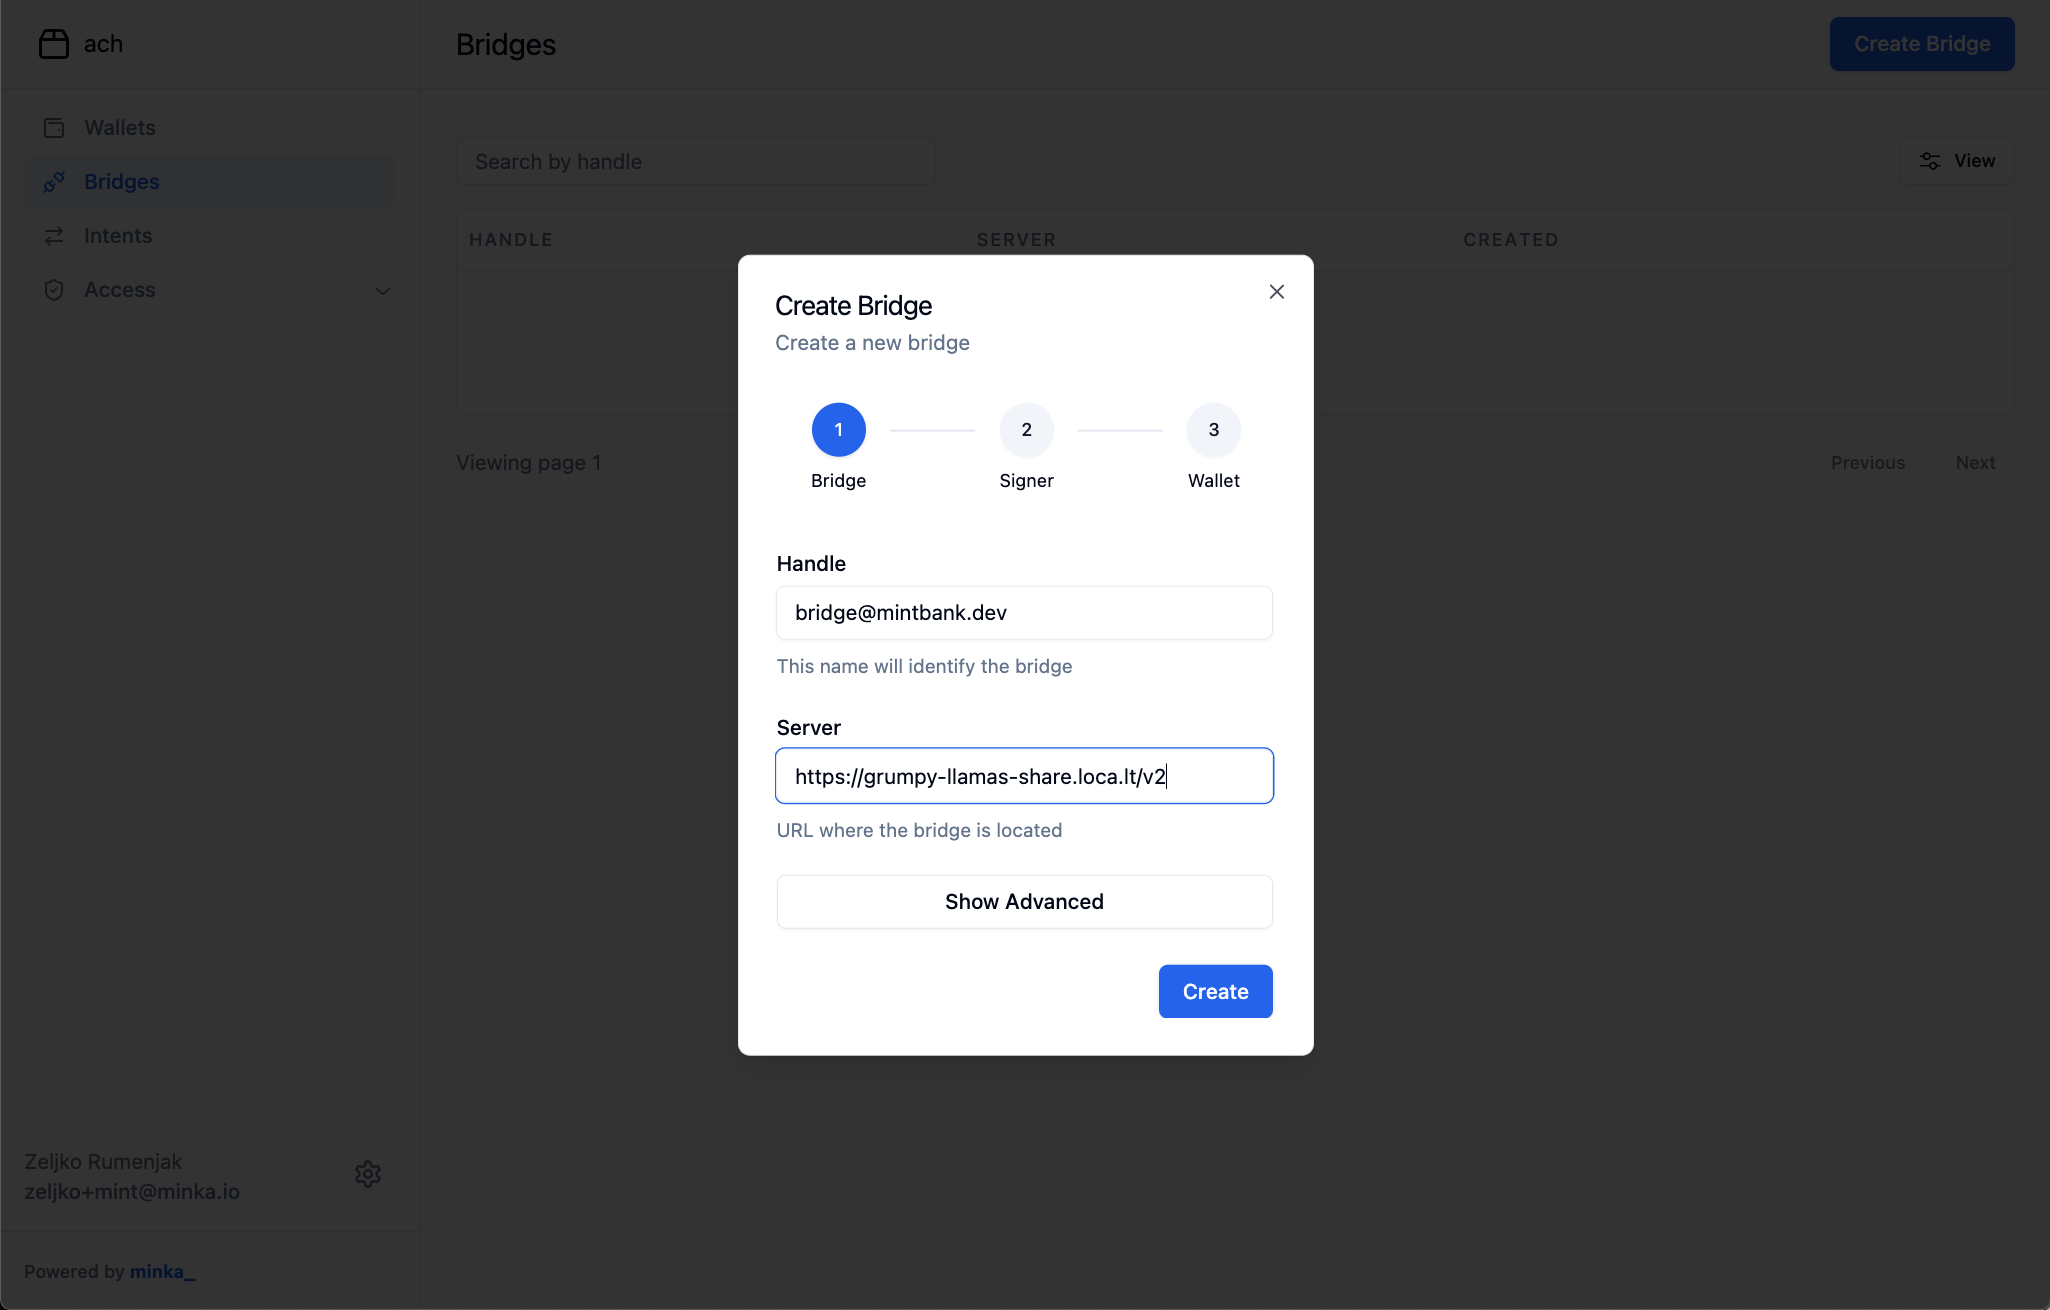 ach
Bridges
Create Bridge
Wallets
Bridges
Intents
Access
Search by handle
View
HANDLE SERVER CREATED
Viewing page 1
Previous Next
Create Bridge
Create a new bridge
1 2 3
Bridge Signer Wallet
Handle
bridge@mintbank.dev
This name will identify the bridge
Server
https://grumpy-llamas-share.loca.lt/v2
URL where the bridge is located
Show Advanced
Create
Zeljko Rumenjak
zeljko+mint@minka.io
Powered by minka_